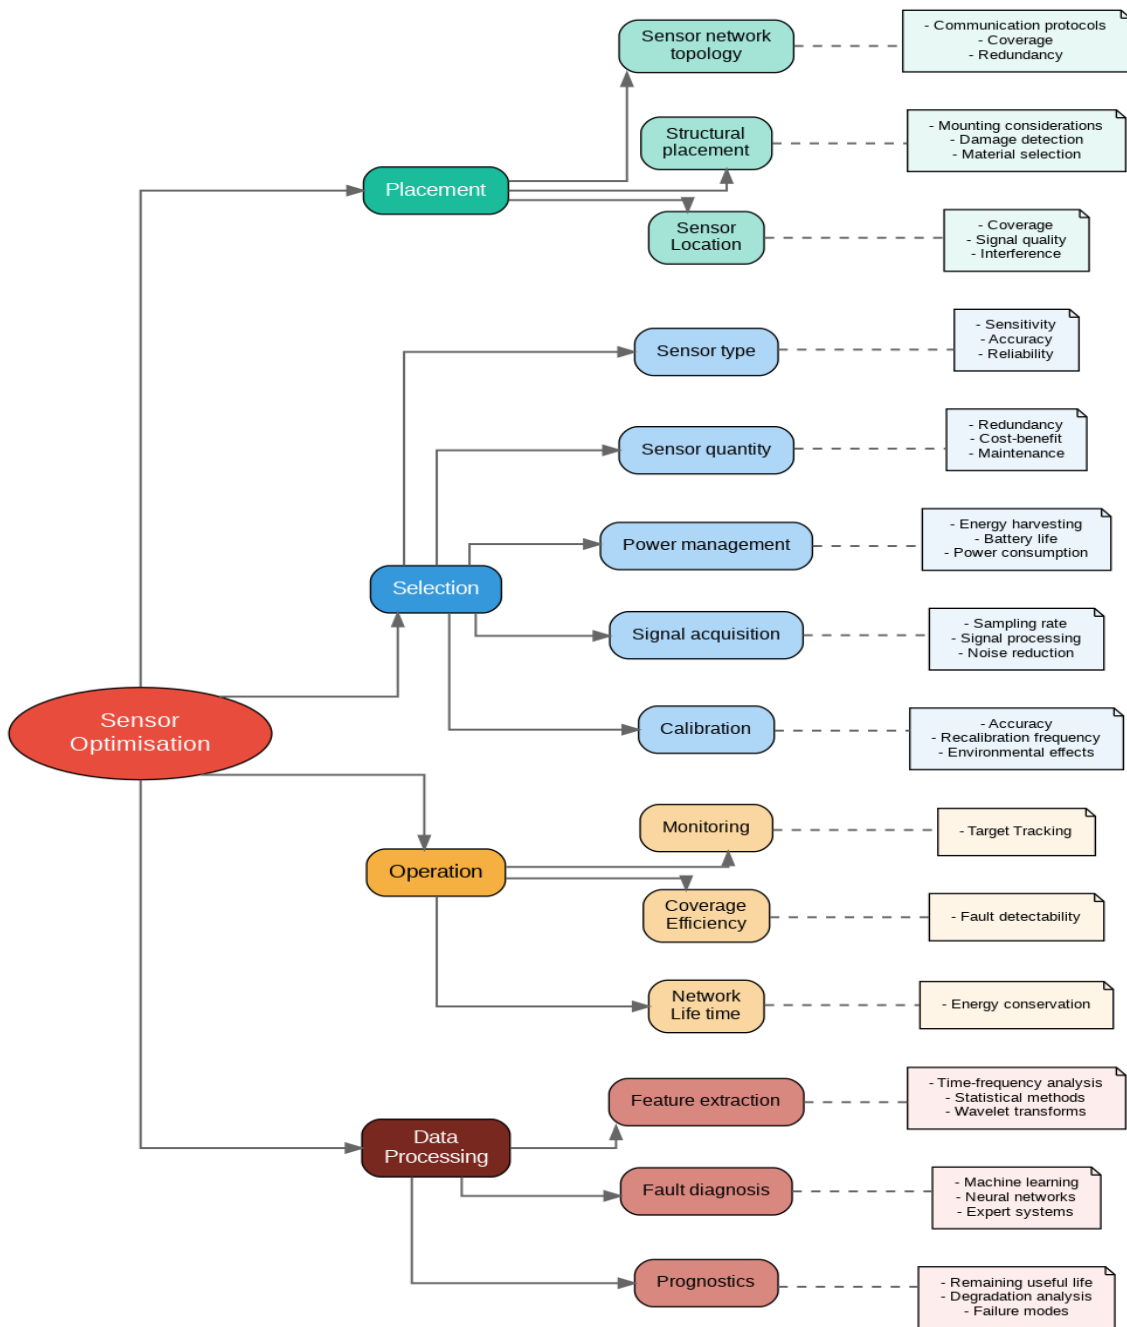 Sensor network
topology
- Communication protocols
- Coverage
- Redundancy
Structural
placement
- Mounting considerations
- Damage detection
- Material selection
Placement
Sensor
Location
- Coverage
- Signal quality
- Interference
Sensor type
- Sensitivity
- Accuracy
- Reliability
Sensor quantity
- Redundancy
- Cost-benefit
- Maintenance
Power management
- Energy harvesting
- Battery life
- Power consumption
Selection
Signal acquisition
- Sampling rate
- Signal processing
- Noise reduction
Sensor
Optimisation
Calibration
- Accuracy
- Recalibration frequency
- Environmental effects
Monitoring
- Target Tracking
Operation
Coverage
Efficiency
- Fault detectability
Network
Life time
- Energy conservation
Feature extraction
- Time-frequency analysis
- Statistical methods
- Wavelet transforms
Data
Processing
Fault diagnosis
- Machine learning
- Neural networks
- Expert systems
Prognostics
- Remaining useful life
- Degradation analysis
- Failure modes